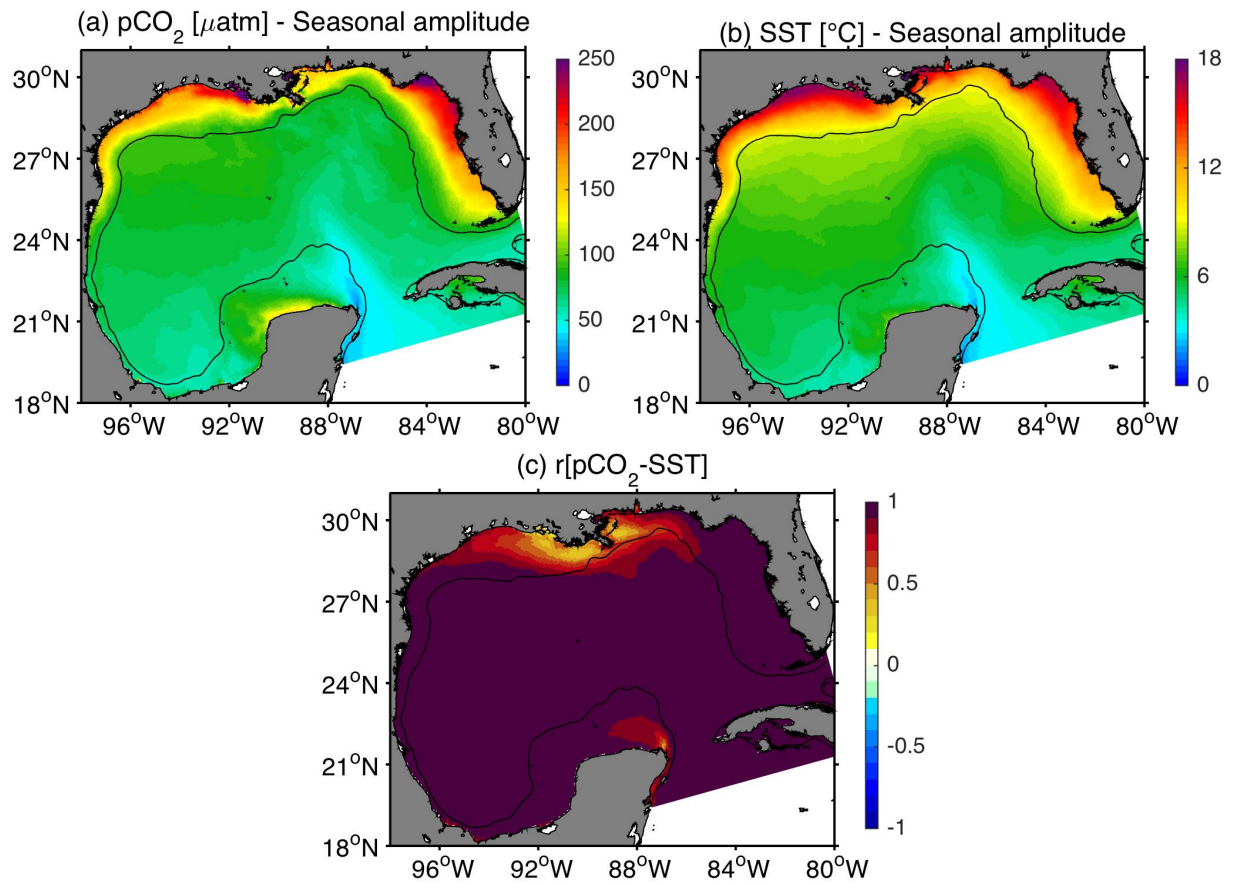 (a) pCO₂ [µatm] - Seasonal amplitude
30°N
27°N
24°N
21°N
18°N
96°W 92°W 88°W 84°W 80°W
250
200
150
100
50
0
(b) SST [°C] - Seasonal amplitude
30°N
27°N
24°N
21°N
18°N
96°W 92°W 88°W 84°W 80°W
18
12
6
0
(c) r[pCO₂-SST]
30°N
27°N
24°N
21°N
18°N
96°W 92°W 88°W 84°W 80°W
1
0.5
0
-0.5
-1